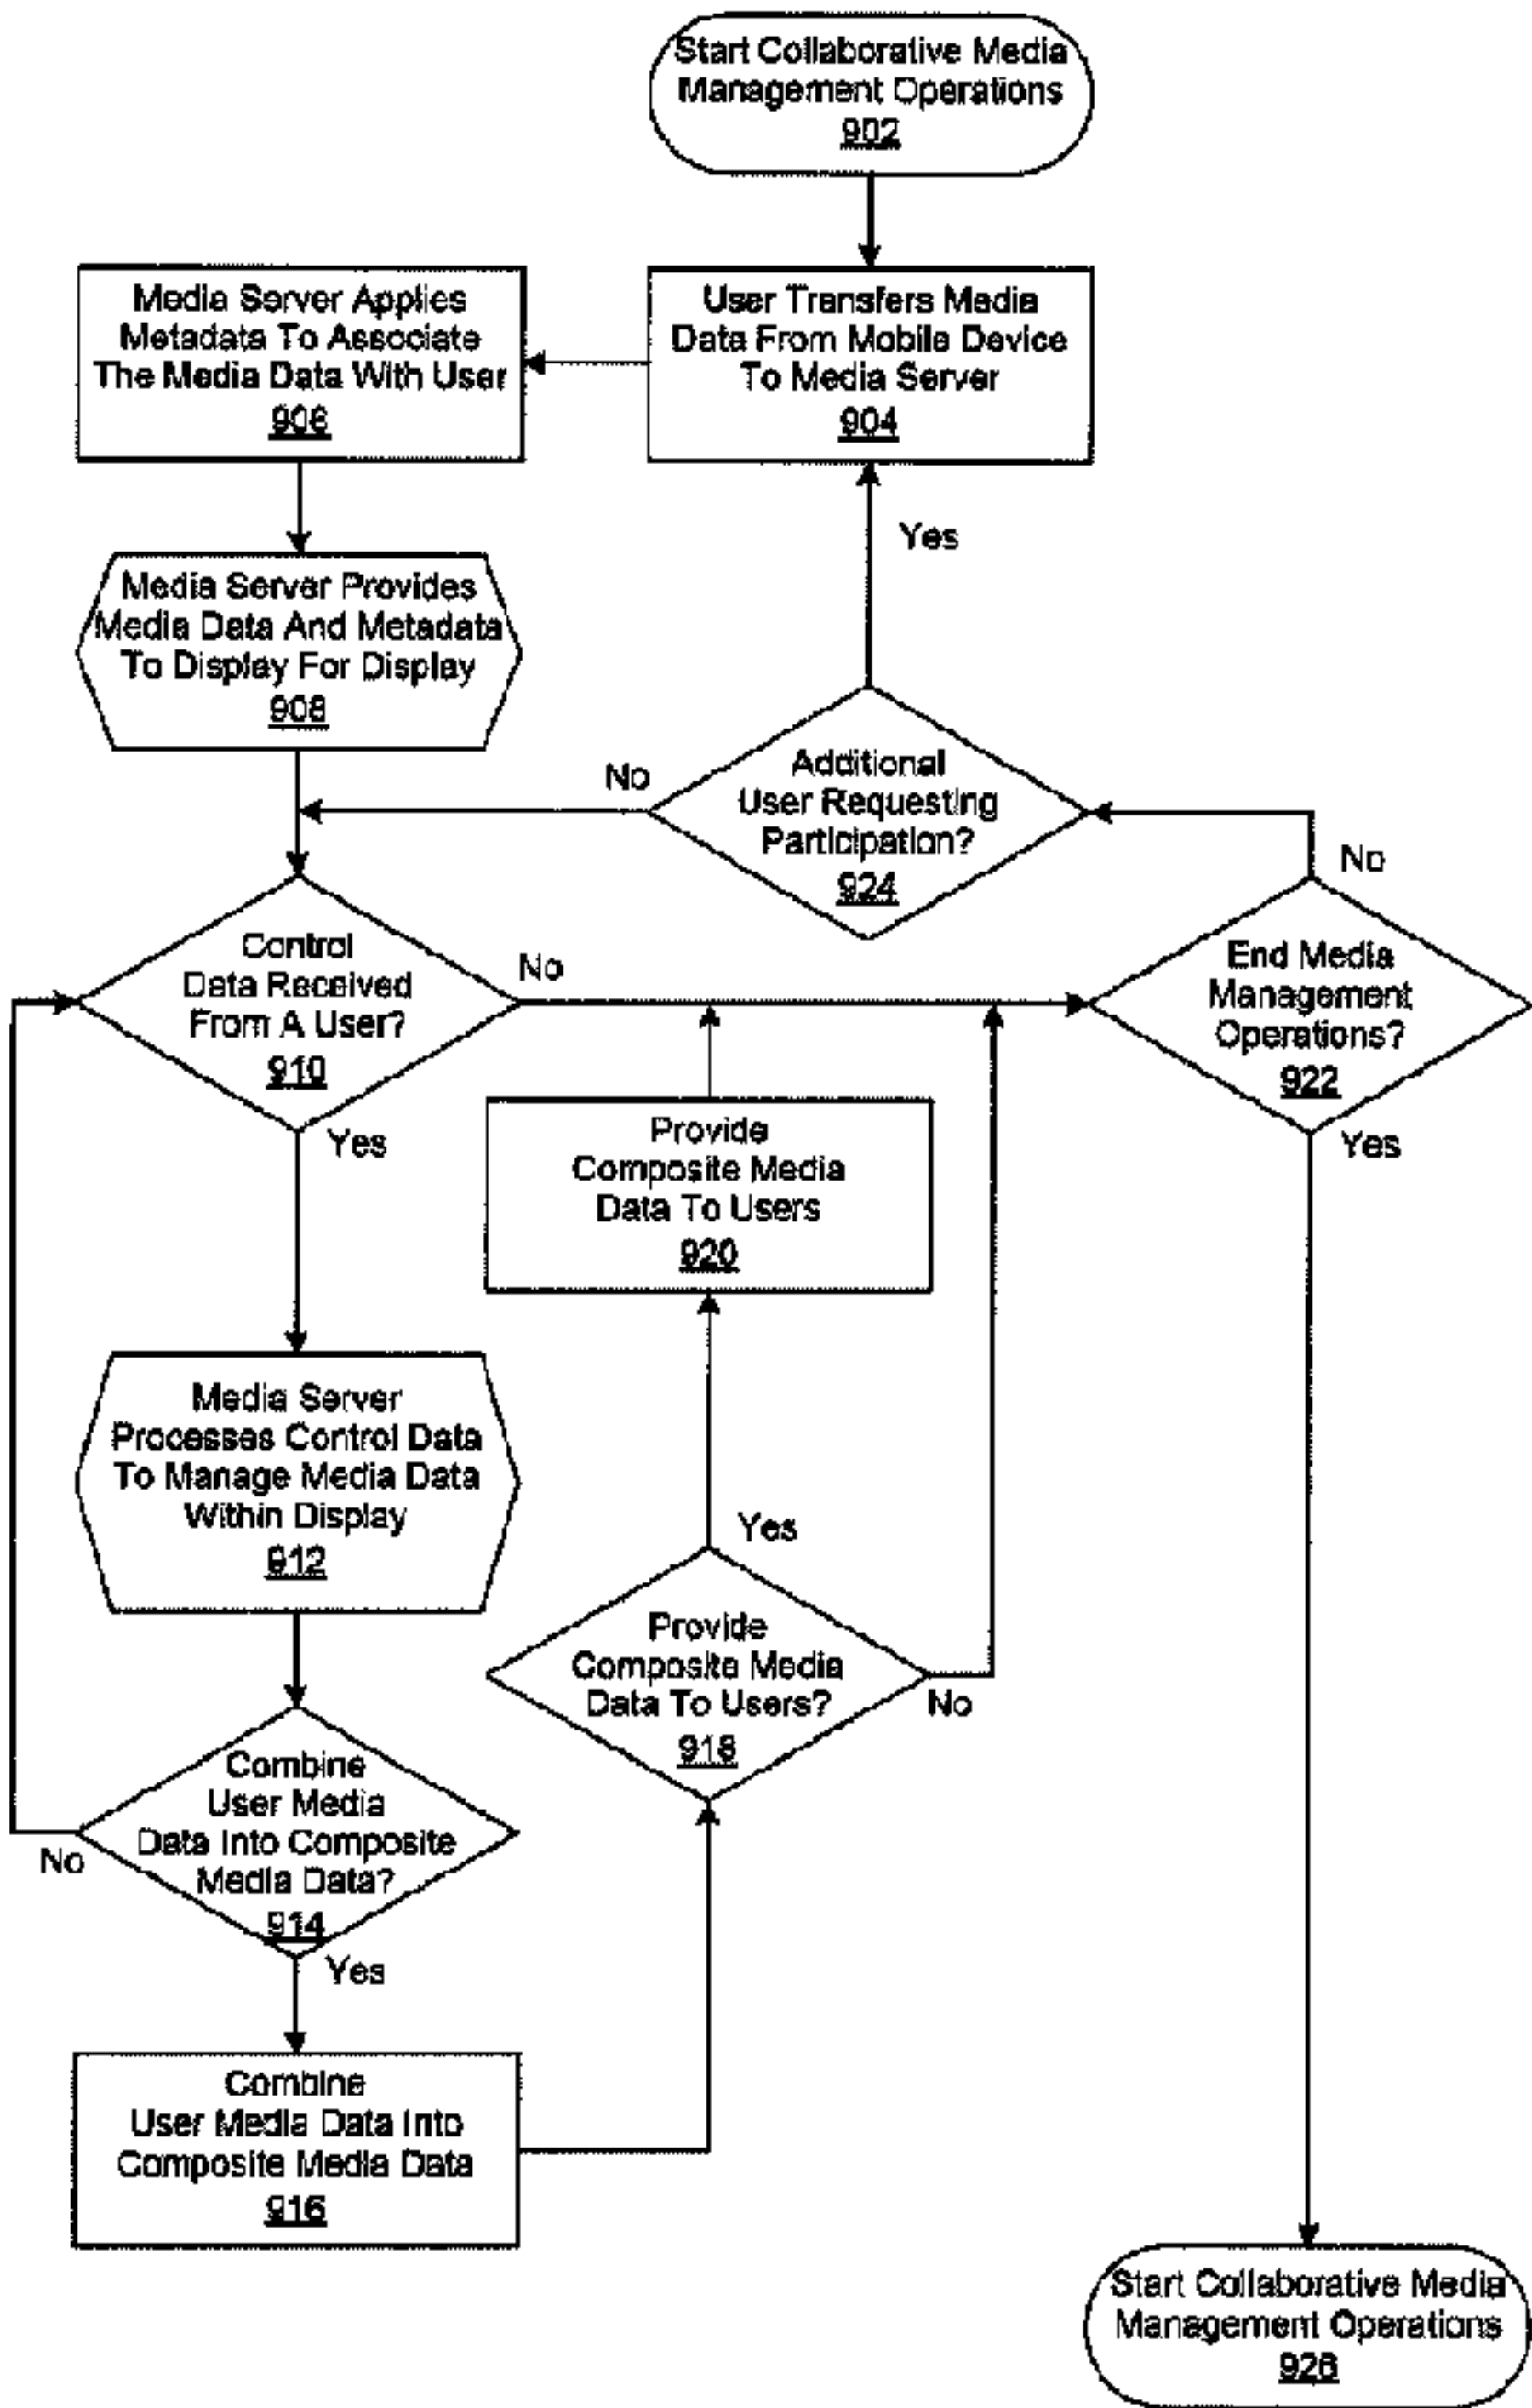 Start Collaborative Media
Management Operations
902
User Transfers Media
Data From Mobile Device
To Media Server
904
Media Server Applies
Metadata To Associate
The Media Data With User
906
Media Server Provides
Media Data And Metadata
To Display For Display
908
Yes
Additional
User Requesting
Participation?
924
No
No
Control
Data Received
From A User?
910
No
Yes
End Media
Management
Operations?
922
Yes
Provide
Composite Media
Data To Users
920
Media Server
Processes Control Data
To Manage Media Data
Within Display
912
Yes
Provide
Composite Media
Data To Users?
918
No
Combine
User Media
Data Into Composite
Media Data?
914
No
Yes
Combine
User Media Data Into
Composite Media Data
916
Start Collaborative Media
Management Operations
926